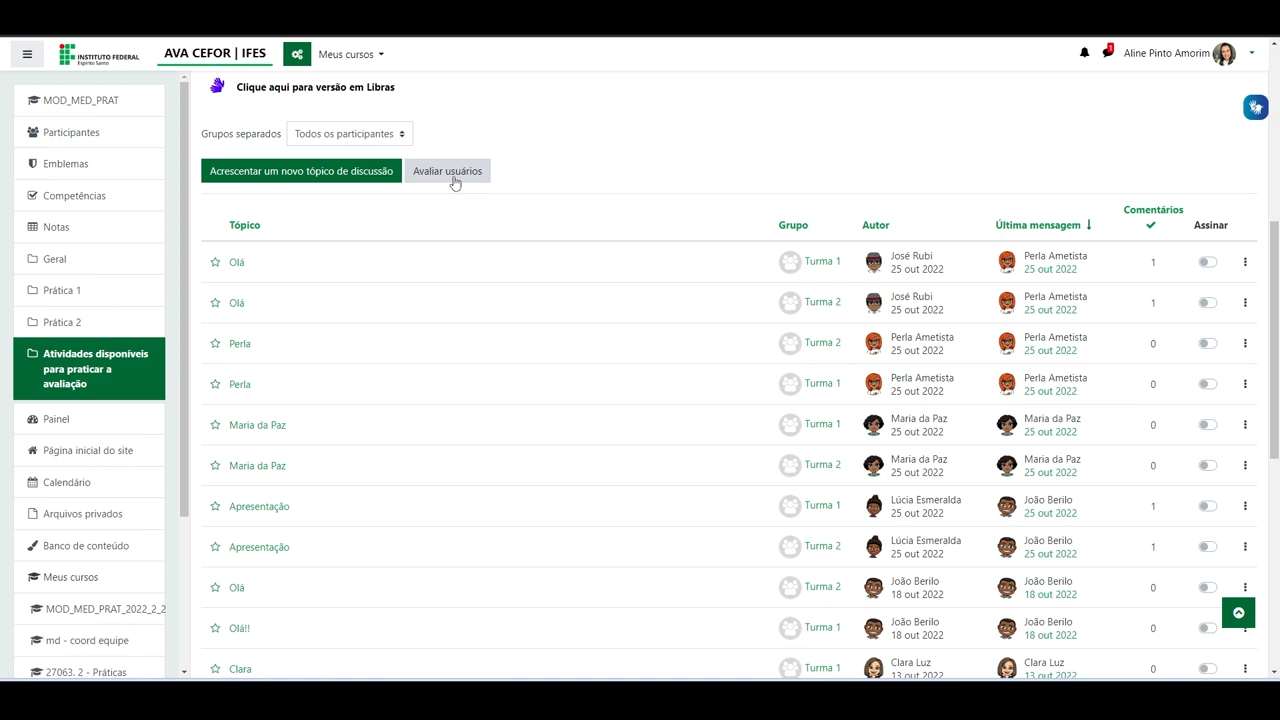 INSTITUTO FEDERAL
Espírito Santo
AVA CEFOR | IFES
Meus cursos
1
Aline Pinto Amorim
MOD_MED_PRAT
Participantes
Emblemas
Competências
Notas
Geral
Prática 1
Prática 2
Atividades disponíveis
para praticar a
avaliação
Painel
Página inicial do site
Calendário
Arquivos privados
Banco de conteúdo
Meus cursos
MOD_MED_PRAT_2022_2_2
md - coord equipe
27063. 2 - Práticas
Clique aqui para versão em Libras
Grupos separados Todos os participantes
Acrescentar um novo tópico de discussão Avaliar usuários
Tópico Grupo Autor Última mensagem Comentários Assinar
Olá Turma 1 José Rubi Perla Ametista 1
25 out 2022 25 out 2022
Olá Turma 2 José Rubi Perla Ametista 1
25 out 2022 25 out 2022
Perla Turma 2 Perla Ametista Perla Ametista 0
25 out 2022 25 out 2022
Perla Turma 1 Perla Ametista Perla Ametista 0
25 out 2022 25 out 2022
Maria da Paz Turma 1 Maria da Paz Maria da Paz 0
25 out 2022 25 out 2022
Maria da Paz Turma 2 Maria da Paz Maria da Paz 0
25 out 2022 25 out 2022
Apresentação Turma 1 Lúcia Esmeralda João Berilo 1
25 out 2022 25 out 2022
Apresentação Turma 2 Lúcia Esmeralda João Berilo 1
25 out 2022 25 out 2022
Olá Turma 2 João Berilo João Berilo 0
18 out 2022 18 out 2022
Olá!! Turma 1 João Berilo João Berilo 0
18 out 2022 18 out 2022
Clara Turma 1 Clara Luz Clara Luz 0
13 out 2022 13 out 2022